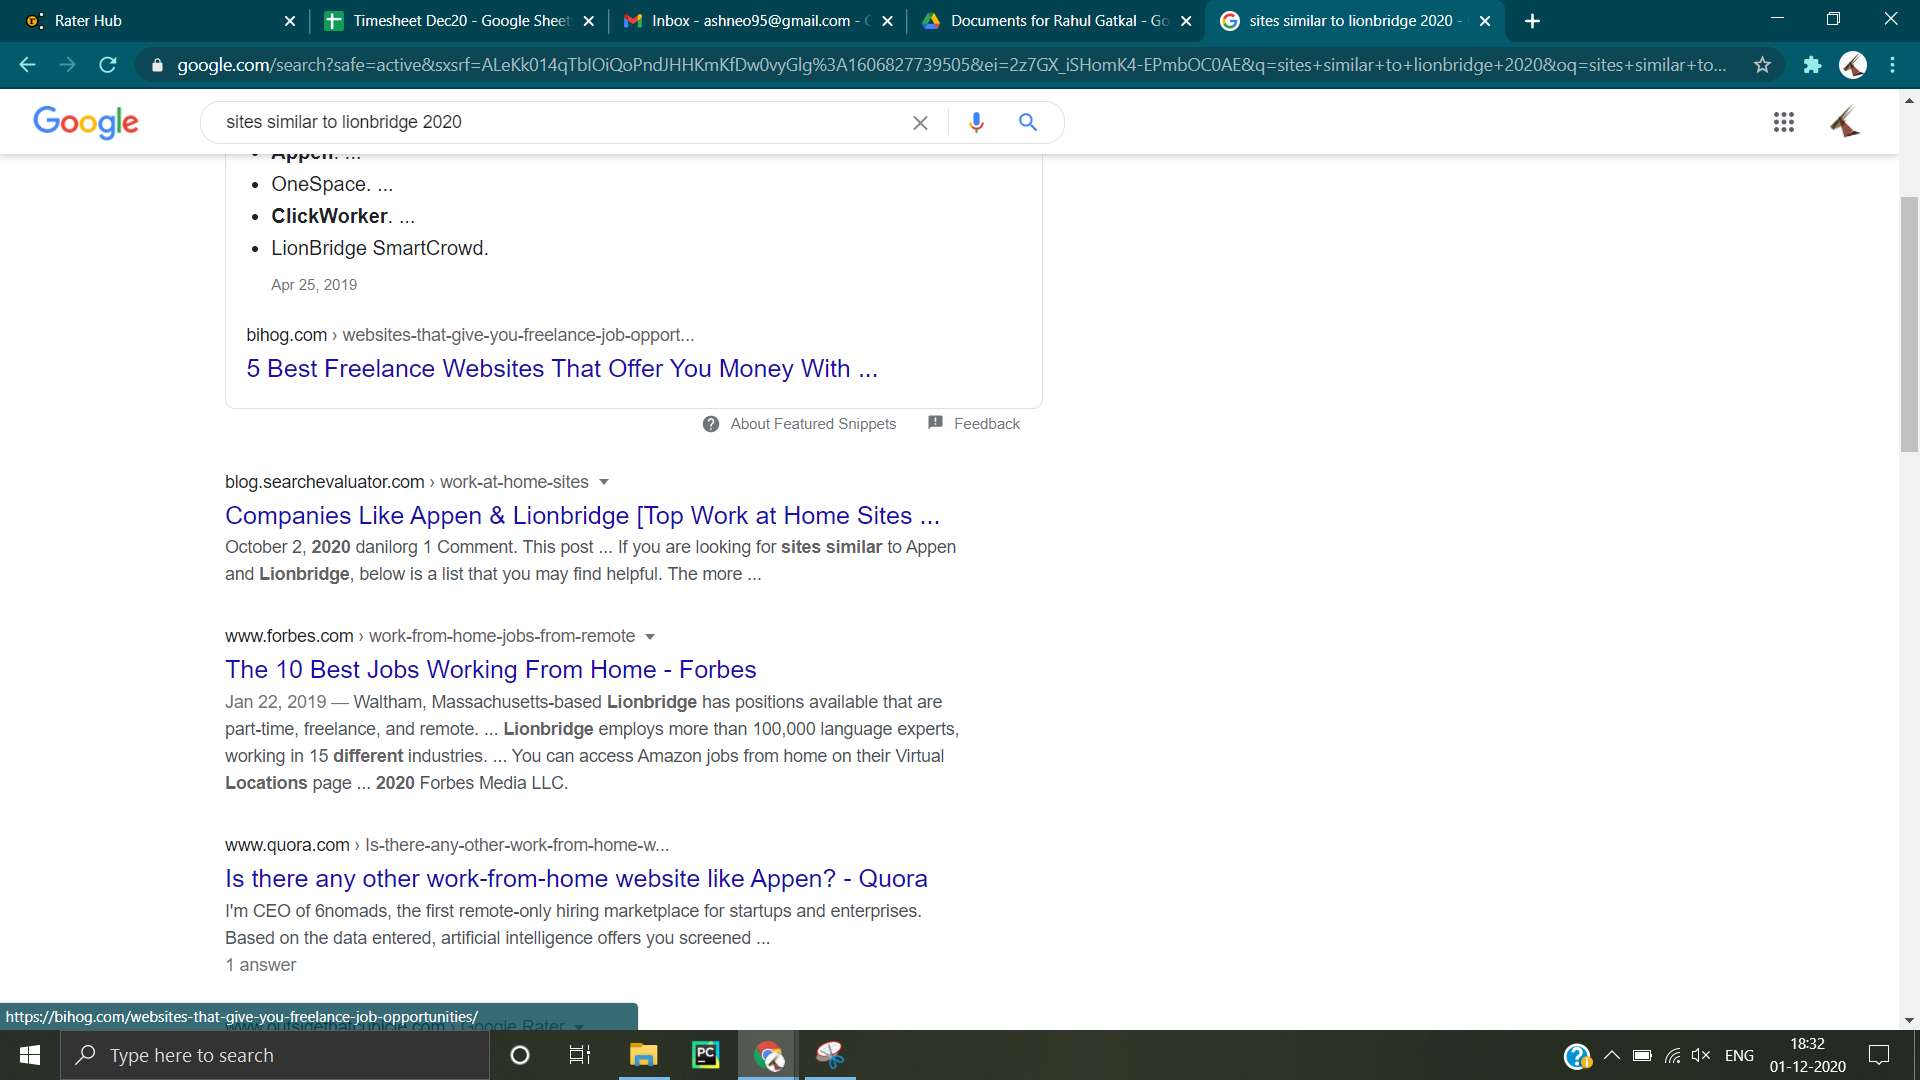 Rater Hub
Timesheet Dec20 - Google Sheet
Inbox - ashneo95@gmail.com -
Documents for Rahul Gatkal - Go
sites similar to lionbridge 2020 -
google.com/search?safe=active&sxsrf=ALeKk014qTbIOiQoPndJHHKmKfDw0vyGlg%3A1606827739505&ei=2z7GX_iSHomK4-EPmbOC0AE&q=sites+similar+to+lionbridge+2020&oq=sites+similar+to...
Google
sites similar to lionbridge 2020
Appen. ...
OneSpace. ...
ClickWorker. ...
LionBridge SmartCrowd.
Apr 25, 2019
bihog.com › websites-that-give-you-freelance-job-opport...
5 Best Freelance Websites That Offer You Money With ...
About Featured Snippets
Feedback
blog.searchevaluator.com › work-at-home-sites
Companies Like Appen & Lionbridge [Top Work at Home Sites ...
October 2, 2020 danilorg 1 Comment. This post ... If you are looking for sites similar to Appen
and Lionbridge, below is a list that you may find helpful. The more ...
www.forbes.com › work-from-home-jobs-from-remote
The 10 Best Jobs Working From Home - Forbes
Jan 22, 2019 — Waltham, Massachusetts-based Lionbridge has positions available that are
part-time, freelance, and remote. ... Lionbridge employs more than 100,000 language experts,
working in 15 different industries. ... You can access Amazon jobs from home on their Virtual
Locations page ... 2020 Forbes Media LLC.
www.quora.com › Is-there-any-other-work-from-home-w...
Is there any other work-from-home website like Appen? - Quora
I'm CEO of 6nomads, the first remote-only hiring marketplace for startups and enterprises.
Based on the data entered, artificial intelligence offers you screened ...
1 answer
https://bihog.com/websites-that-give-you-freelance-job-opportunities/
www.outsidethatcubicle.com › Google Rater
Type here to search
PC
ENG
18:32
01-12-2020